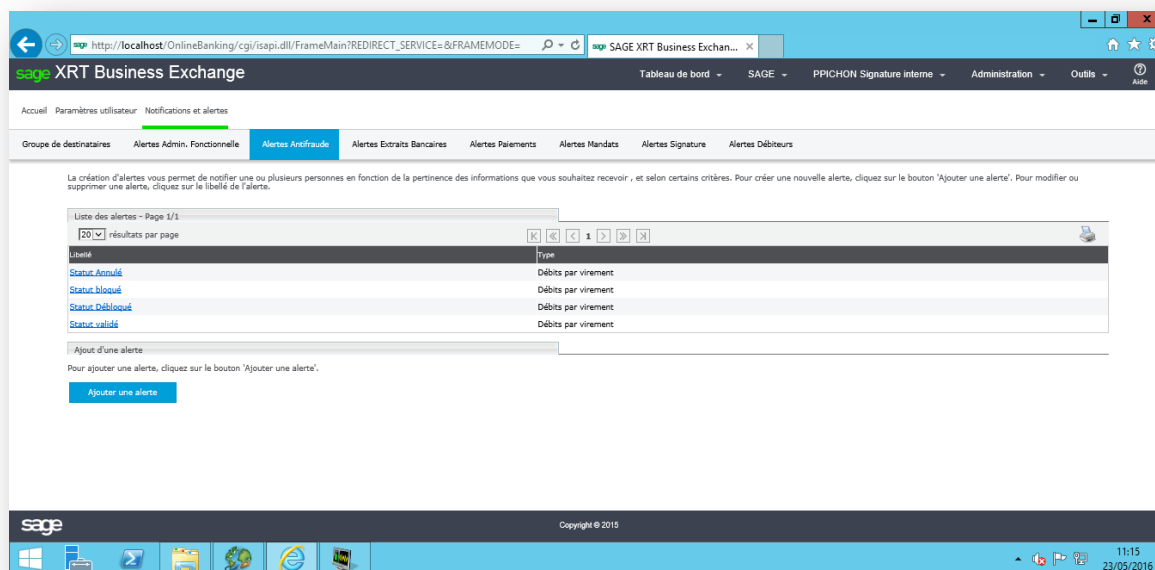 sage http://localhost/OnlineBanking/cgi/isapi.dll/FrameMain?REDIRECT_SERVICE=&FRAMEMODE= sage SAGE XRT Business Exchan...
sage XRT Business Exchange Tableau de bord SAGE PPICHON Signature interne Administration Outils ? Aide
Accueil Paramètres utilisateur Notifications et alertes
Groupe de destinataires Alertes Admin. Fonctionnelle Alertes Antifraude Alertes Extraits Bancaires Alertes Paiements Alertes Mandats Alertes Signature Alertes Débiteurs
La création d'alertes vous permet de notifier une ou plusieurs personnes en fonction de la pertinence des informations que vous souhaitez recevoir , et selon certains critères. Pour créer une nouvelle alerte, cliquez sur le bouton 'Ajouter une alerte'. Pour modifier ou
supprimer une alerte, cliquez sur le libellé de l'alerte.
Liste des alertes - Page 1/1
20 résultats par page 1
Libellé Type
Statut Annulé Débits par virement
Statut bloqué Débits par virement
Statut Débloqué Débits par virement
Statut validé Débits par virement
Ajout d'une alerte
Pour ajouter une alerte, cliquez sur le bouton 'Ajouter une alerte'.
Ajouter une alerte
sage Copyright © 2015
11:15
23/05/2016